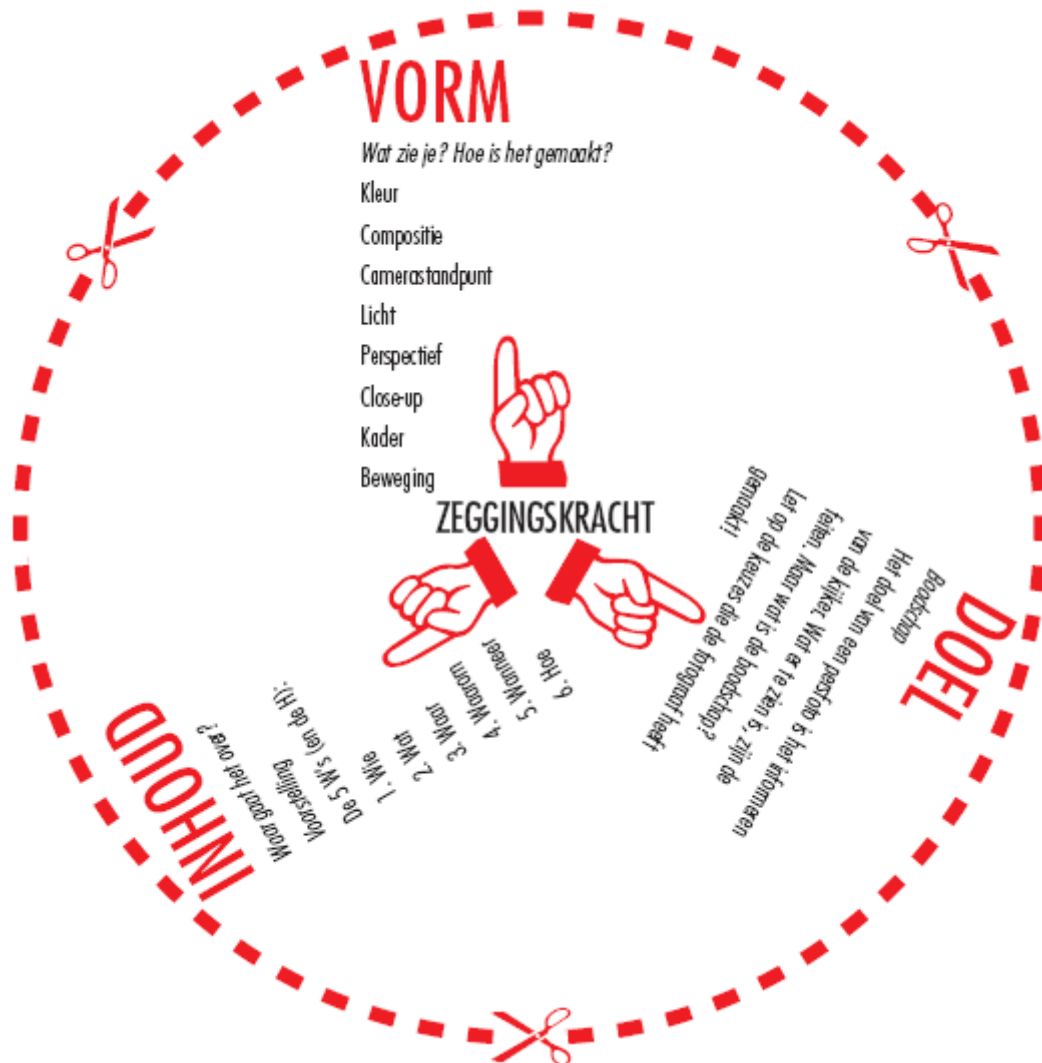 VORM
Wat zie je? Hoe is het gemaakt?
Kleur
Compositie
Camerastandpunt
Licht
Perspectief
Close-up
Kader
Beweging
ZEGGINGSKRACHT
DOEL
Boodschap
Het doel van een persfoto is het informeren
van de kijker. Wat er te zien is, zijn de
feiten. Maar wat is de boodschap?
Let op de keuzes die de fotograaf heeft
gemaakt!
INHOUD
Waar gaat het over?
Voorstelling
De 5 W's (en de H):
1. Wie
2. Wat
3. Waar
4. Waarom
5. Wanneer
6. Hoe